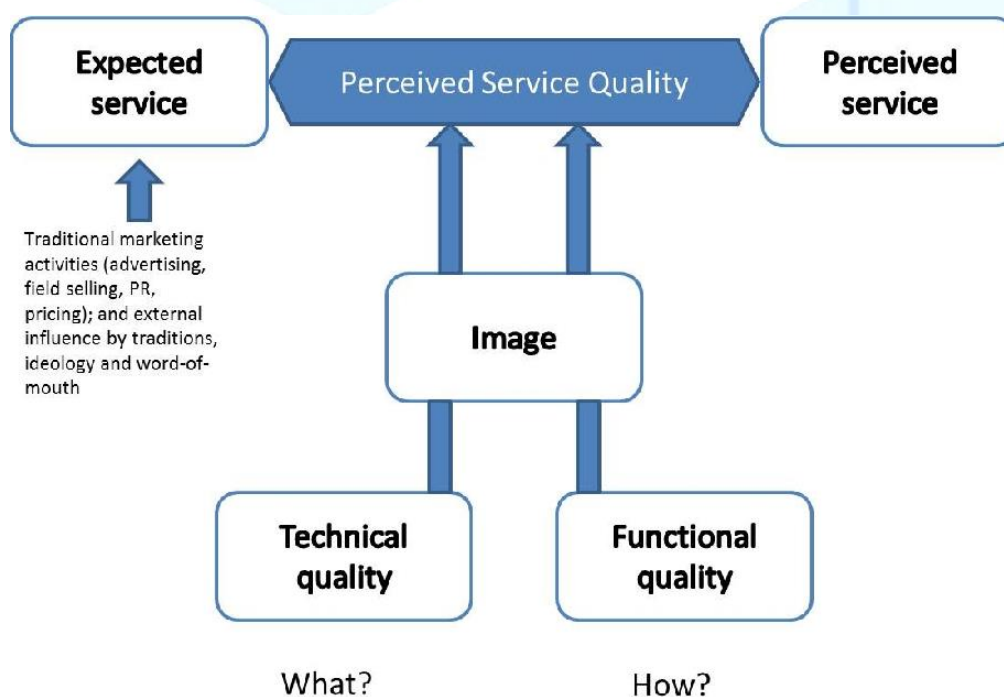 Expected
service
Perceived Service Quality
Perceived
service
Traditional marketing
activities (advertising,
field selling, PR,
pricing); and external
influence by traditions,
ideology and word-of-
mouth
Image
Technical
quality
Functional
quality
What?
How?